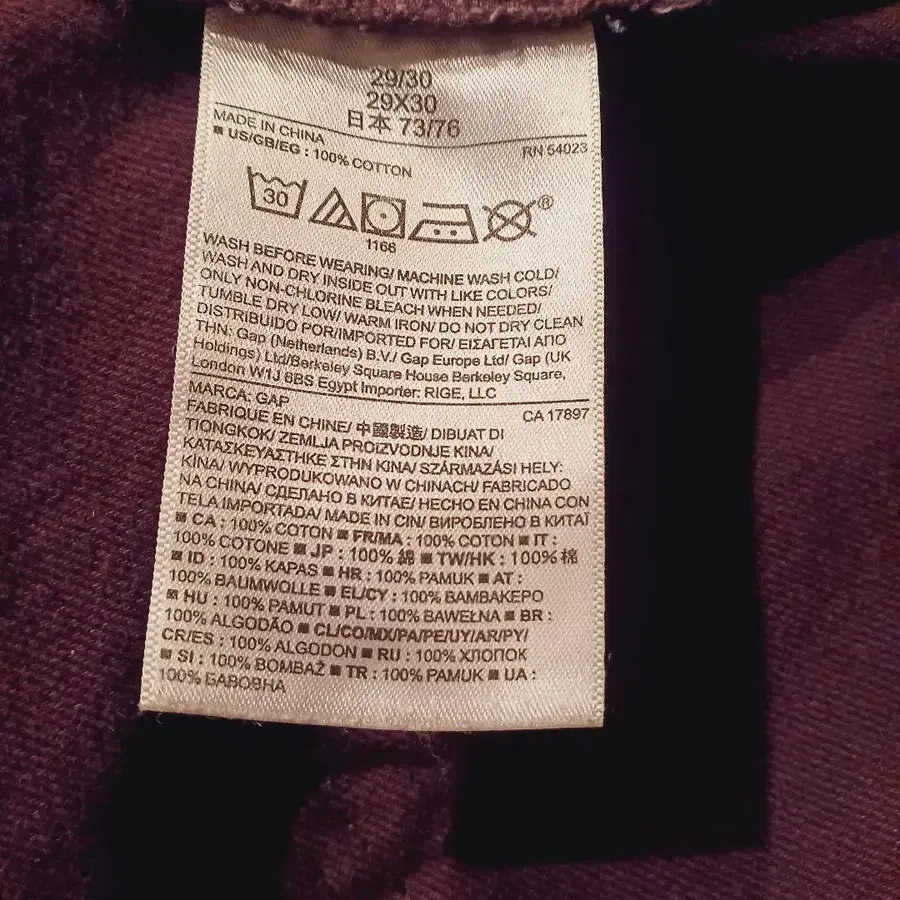 29/30
29X30
日本 73/76
MADE IN CHINA
RN 54023
■ US/GB/EG : 100% COTTON
30
®
1166
WASH BEFORE WEARING/ MACHINE WASH COLD/
WASH AND DRY INSIDE OUT WITH LIKE COLORS/
ONLY NON-CHLORINE BLEACH WHEN NEEDED/
TUMBLE DRY LOW/ WARM IRON/ DO NOT DRY CLEAN
DISTRIBUIDO POR/IMPORTED FOR/ ΕΙΣΑΓΕΤΑΙ ΑΠΟ
ΤΗΝ: Gap (Netherlands) B.V./ Gap Europe Ltd/ Gap (UK
Holdings) Ltd/Berkeley Square House Berkeley Square,
London W1J 6BS Egypt Importer: RIGE, LLC
MARCA: GAP
CA 17897
FABRIQUE EN CHINE/ 中國製造/ DIBUAT DI
TIONGKOK/ ZEMLJA PROIZVODNJE KINA/
ΚΑΤΑΣΚΕΥΑΣΤΗΚΕ ΣΤΗΝ ΚΙΝΑ/ SZÁRMAZÁSI HELY:
KÍNA/ WYPRODUKOWANO W CHINACH/ FABRICADO
NA CHINA/ СДЕЛАНО В КИТАЕ/ HECHO EN CHINA CON
TELA IMPORTADA/ MADE IN CIN/ ВИРОБЛЕНО В КИТАЇ
■ CA : 100% COTON ■ FR/MA : 100% COTON ■ IT :
100% COTONE ■ JP : 100% 綿 ■ TW/HK : 100% 棉
■ ID : 100% KAPAS ■ HR : 100% PAMUK ■ AT :
100% BAUMWOLLE ■ EL/CY : 100% ΒΑΜΒΑΚΕΡΟ
■ HU : 100% PAMUT ■ PL : 100% BAWEŁNA ■ BR :
100% ALGODÃO ■ CL/CO/MX/PA/PE/UY/AR/PY/
CR/ES : 100% ALGODON ■ RU : 100% ХЛОПОК
■ SI : 100% BOMBAŽ ■ TR : 100% PAMUK ■ UA :
100% БАВОВНА